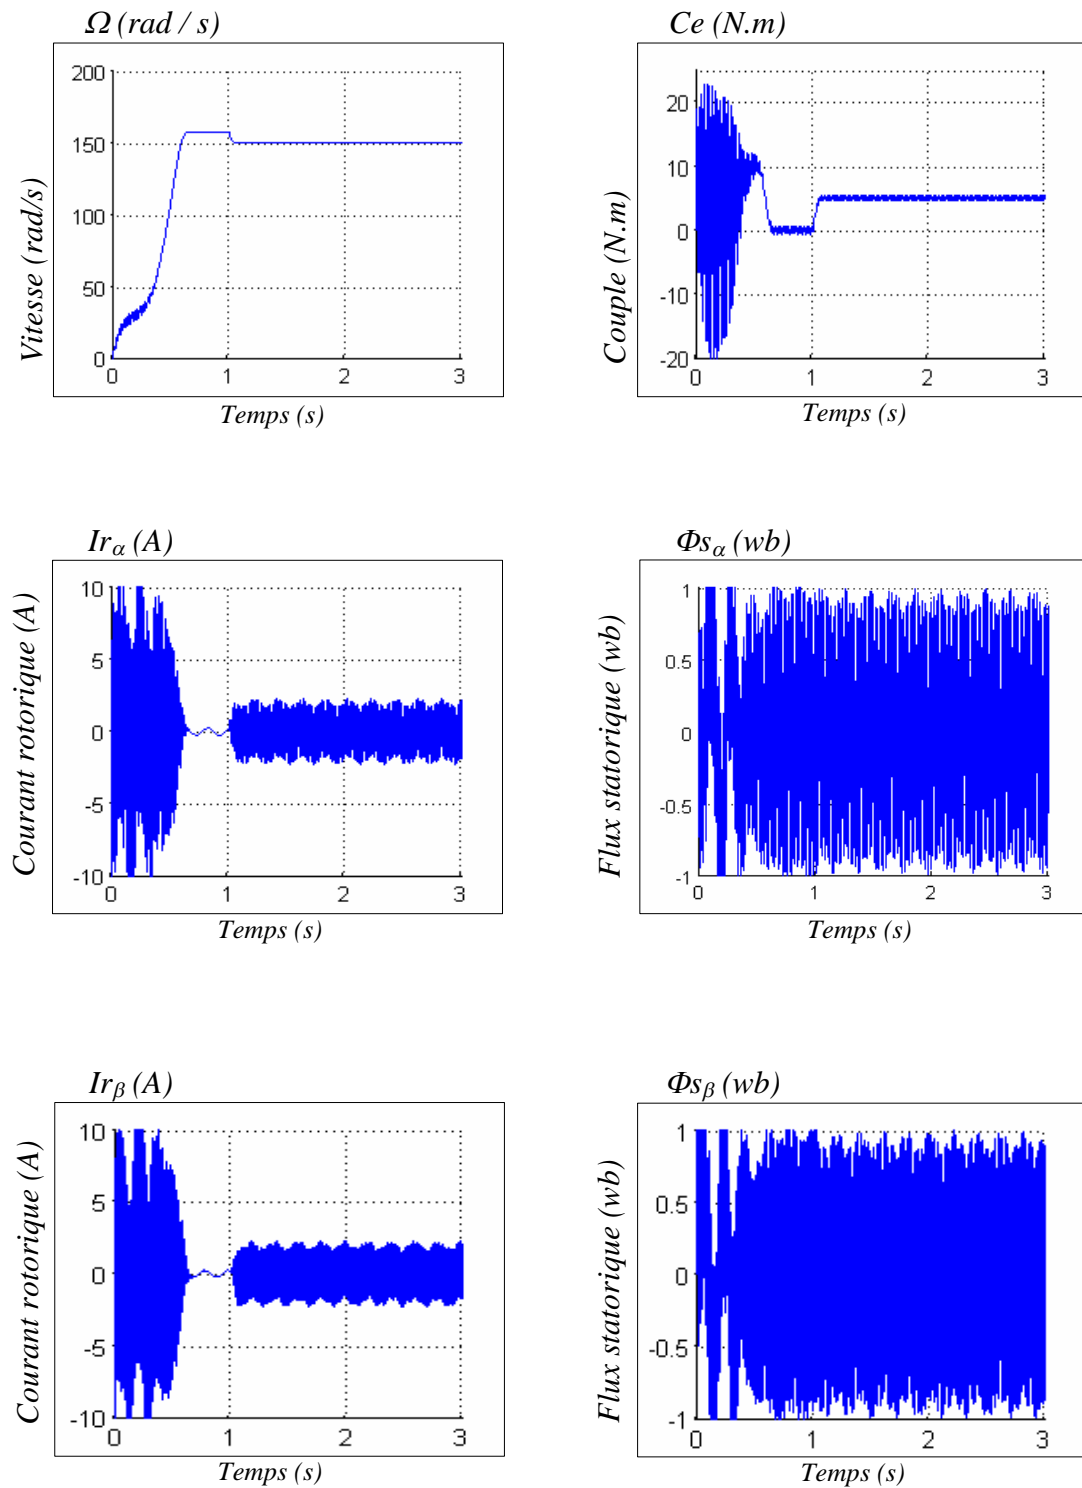 Ω (rad / s)
Vitesse (rad/s)
200
150
100
50
0
0 1 2 3
Temps (s)
Ce (N.m)
Couple (N.m)
20
10
0
-10
-20
0 1 2 3
Temps (s)
Irα (A)
Courant rotorique (A)
10
5
0
-5
-10
0 1 2 3
Temps (s)
Φsα (wb)
Flux statorique (wb)
1
0.5
0
-0.5
-1
0 1 2 3
Temps (s)
Irβ (A)
Courant rotorique (A)
10
5
0
-5
-10
0 1 2 3
Temps (s)
Φsβ (wb)
Flux statorique (wb)
1
0.5
0
-0.5
-1
0 1 2 3
Temps (s)